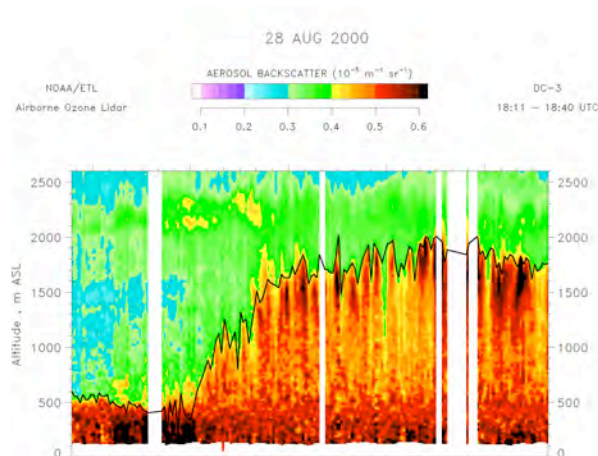 28 AUG 2000
NOAA/ETL
Airborne Ozone Lidar
AEROSOL BACKSCATTER (10⁻⁵ m⁻¹ sr⁻¹)
0.1 0.2 0.3 0.4 0.5 0.6
DC-3
18:11 – 18:40 UTC
Altitude , m ASL
2500 2500
2000 2000
1500 1500
1000 1000
500 500
0 0